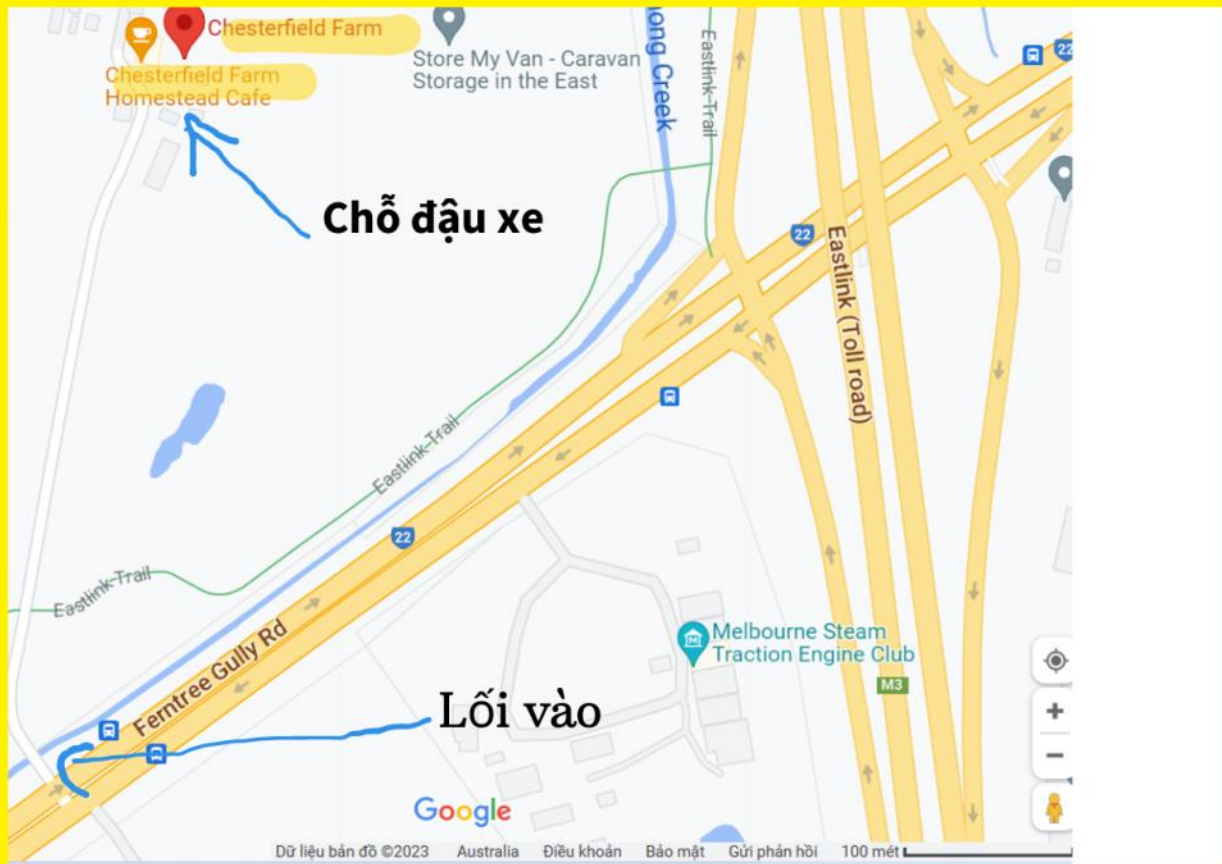 Chesterfield Farm
Chesterfield Farm
Homestead Cafe
Store My Van - Caravan
Storage in the East
ong Creek
Eastlink-Trail
22
Chỗ đậu xe
22
Eastlink (Toll road)
Eastlink-Trail
22
Eastlink-Trail
Ferntree Gully Rd
Melbourne Steam
Traction Engine Club
M3
Lối vào
Google
Dữ liệu bản đồ ©2023 Australia Điều khoản Bảo mật Gửi phản hồi 100 mét